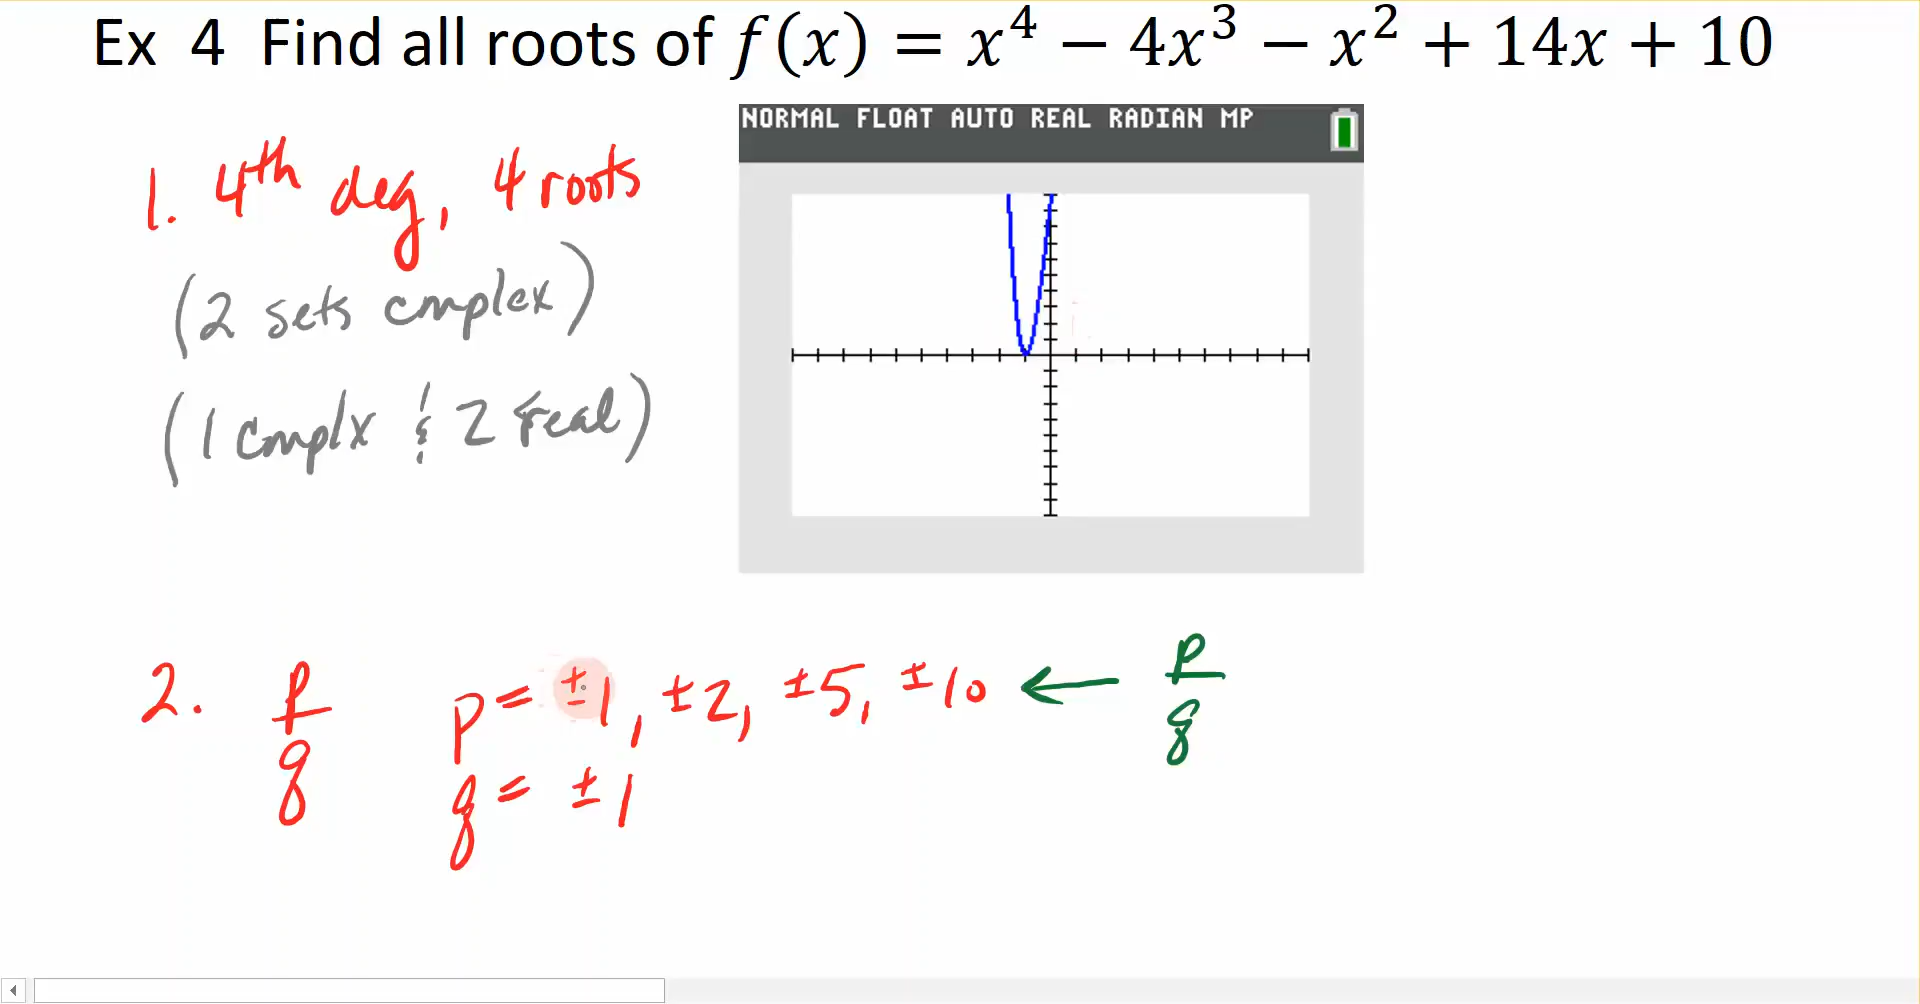 Ex 4 Find all roots of f(x) = x⁴ − 4x³ − x² + 14x + 10
NORMAL FLOAT AUTO REAL RADIAN MP
1. 4th deg, 4 roots
(2 sets cmplex)
(1 cmplx & 2 real)
2. p/q p = ±1, ±2, ±5, ±10 ← p/q
q = ±1